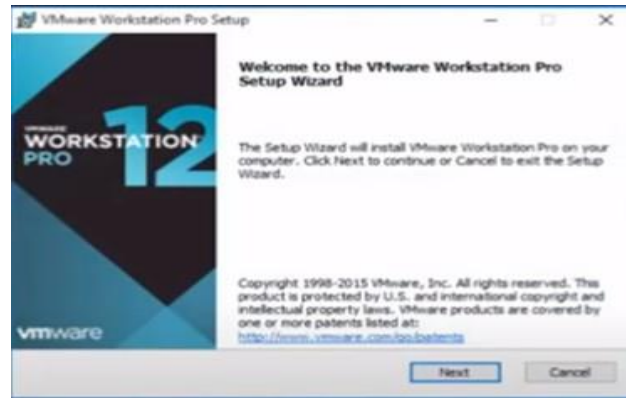 VMware Workstation Pro Setup
Welcome to the VMware Workstation Pro
Setup Wizard
vmware
WORKSTATION
PRO
12
The Setup Wizard will install VMware Workstation Pro on your
computer. Click Next to continue or Cancel to exit the Setup
Wizard.
Copyright 1998-2015 VMware, Inc. All rights reserved. This
product is protected by U.S. and international copyright and
intellectual property laws. VMware products are covered by
one or more patents listed at:
http://www.vmware.com/go/patents
vmware
Next
Cancel